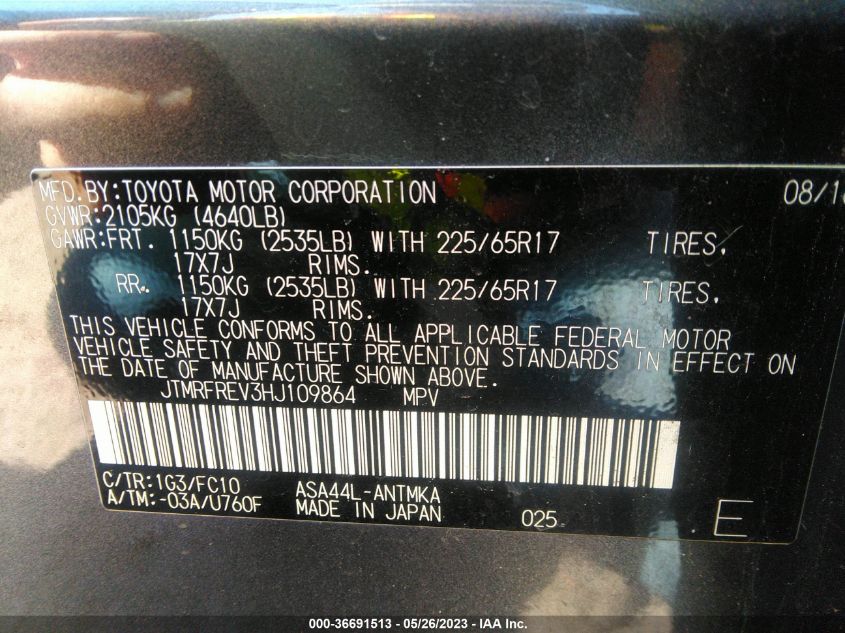 MFD. BY: TOYOTA MOTOR CORPORATION 08/16
GVWR: 2105KG (4640LB)
GAWR: FRT. 1150KG (2535LB) WITH 225/65R17 TIRES,
17X7J RIMS.
RR. 1150KG (2535LB) WITH 225/65R17 TIRES,
17X7J RIMS.
THIS VEHICLE CONFORMS TO ALL APPLICABLE FEDERAL MOTOR
VEHICLE SAFETY AND THEFT PREVENTION STANDARDS IN EFFECT ON
THE DATE OF MANUFACTURE SHOWN ABOVE.
JTMRFREV3HJ109864 MPV
C/TR: 1G3/FC10 ASA44L-ANTMKA
A/TM: -03A/U760F MADE IN JAPAN 025 E
000-36691513 - 05/26/2023 - IAA Inc.